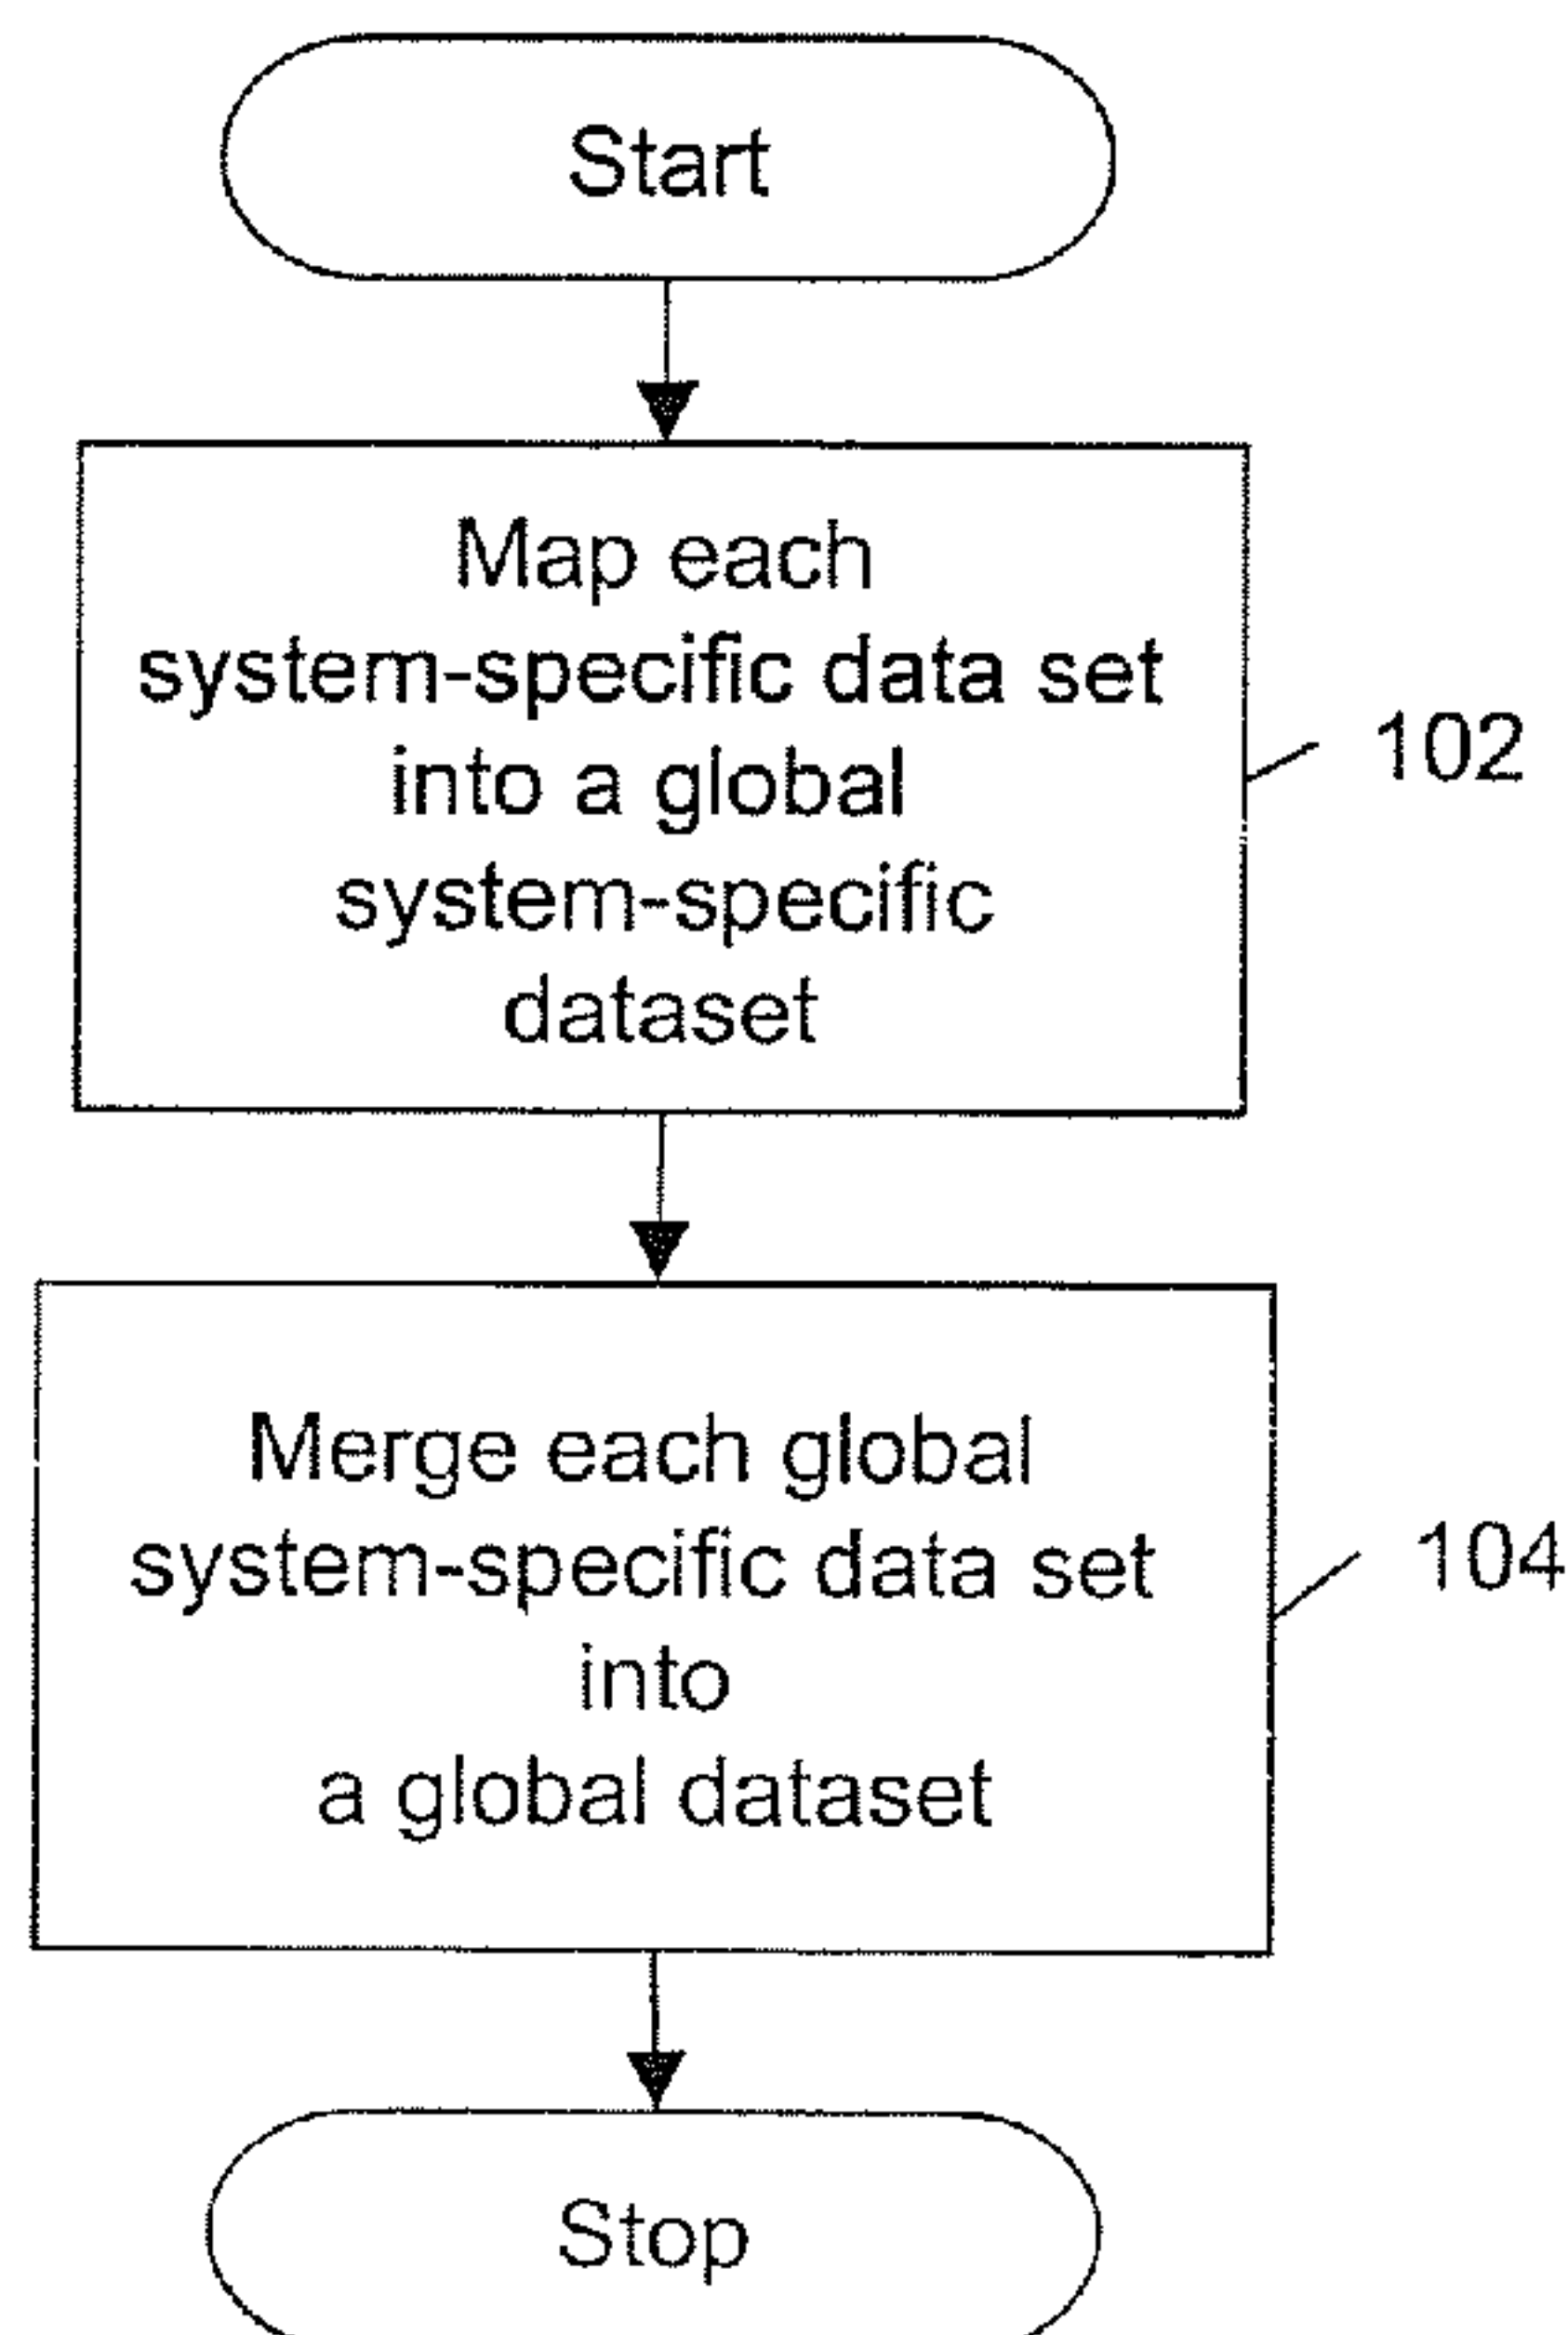 Start
Map each
system-specific data set
into a global
system-specific
dataset
102
Merge each global
system-specific data set
into
a global dataset
104
Stop